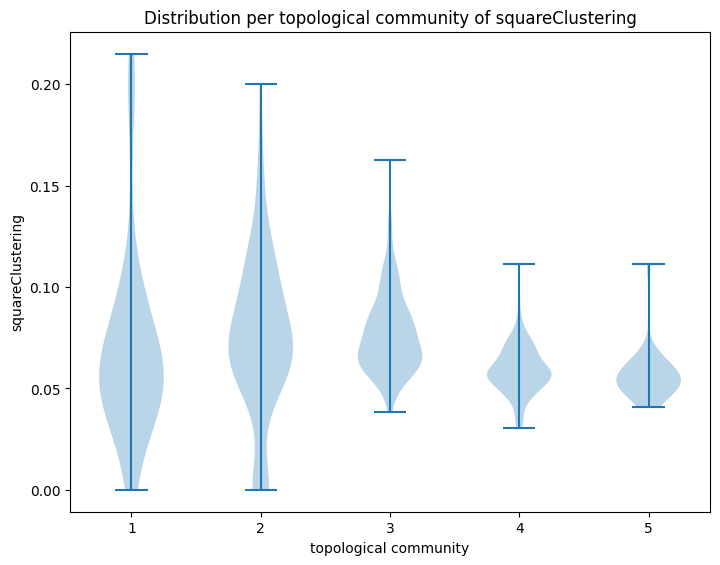 Distribution per topological community of squareClustering
0.20
0.15
0.10
0.05
0.00
squareClustering
1 2 3 4 5
topological community